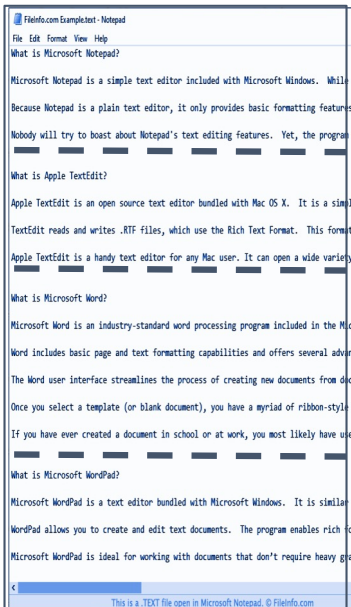 FileInfo.com Example.text - Notepad
File Edit Format View Help
What is Microsoft Notepad?
Microsoft Notepad is a simple text editor included with Microsoft Windows. While
Because Notepad is a plain text editor, it only provides basic formatting features
Nobody will try to boast about Notepad's text editing features. Yet, the program
What is Apple TextEdit?
Apple TextEdit is an open source text editor bundled with Mac OS X. It is a simpl
TextEdit reads and writes .RTF files, which use the Rich Text Format. This format
Apple TextEdit is a handy text editor for any Mac user. It can open a wide variety
What is Microsoft Word?
Microsoft Word is an industry-standard word processing program included in the Mic
Word includes basic page and text formatting capabilities and offers several advan
The Word user interface streamlines the process of creating new documents from doc
Once you select a template (or blank document), you have a myriad of ribbon-style
If you have ever created a document in school or at work, you most likely have use
What is Microsoft WordPad?
Microsoft WordPad is a text editor bundled with Microsoft Windows. It is similar
WordPad allows you to create and edit text documents. The program enables rich fo
Microsoft WordPad is ideal for working with documents that don't require heavy gra
This is a .TEXT file open in Microsoft Notepad. © FileInfo.com